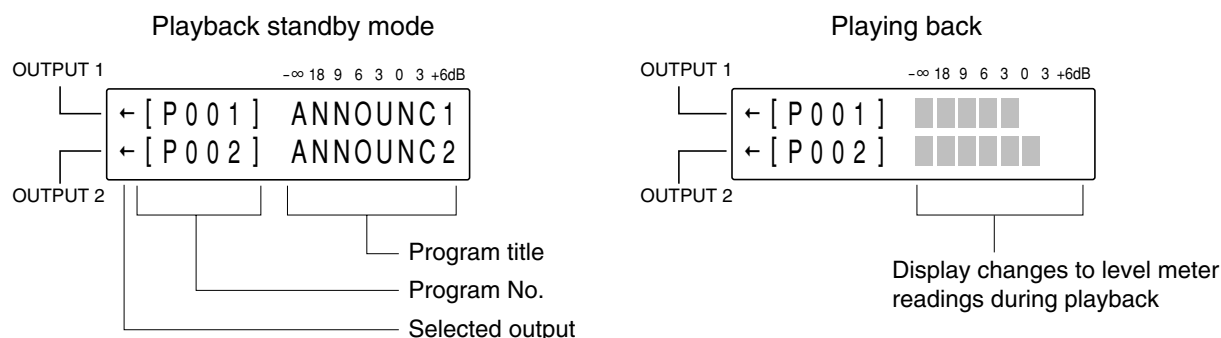 Playback standby mode
OUTPUT 1
-∞ 18 9 6 3 0 3 +6dB
←[P001] ANNOUNC1
←[P002] ANNOUNC2
OUTPUT 2
Program title
Program No.
Selected output
Playing back
OUTPUT 1
-∞ 18 9 6 3 0 3 +6dB
←[P001]
←[P002]
OUTPUT 2
Display changes to level meter
readings during playback